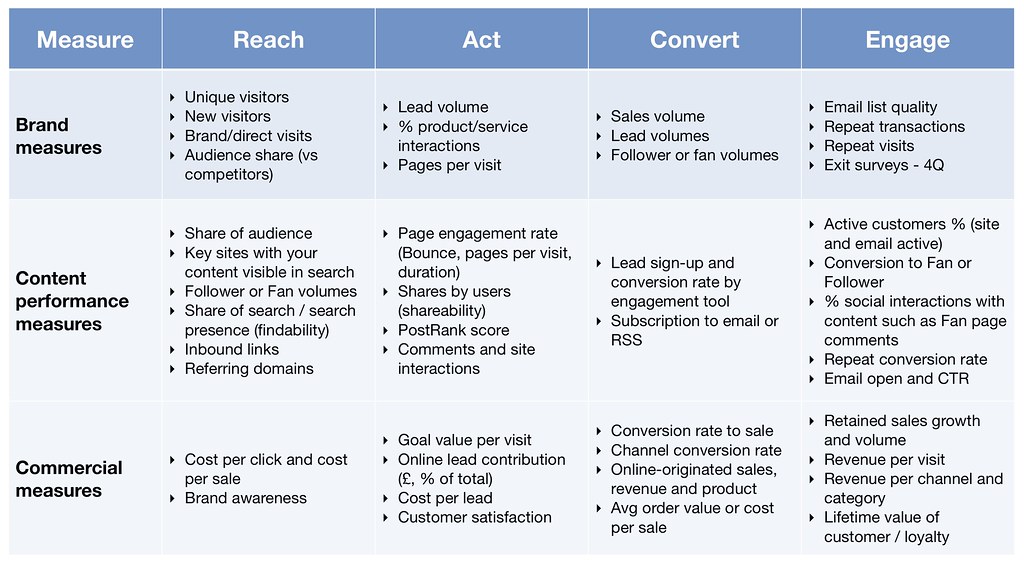 Measure Reach Act Convert Engage
Brand
measures
Unique visitors
New visitors
Brand/direct visits
Audience share (vs
competitors)
Lead volume
% product/service
interactions
Pages per visit
Sales volume
Lead volumes
Follower or fan volumes
Email list quality
Repeat transactions
Repeat visits
Exit surveys - 4Q
Content
performance
measures
Share of audience
Key sites with your
content visible in search
Follower or Fan volumes
Share of search / search
presence (findability)
Inbound links
Referring domains
Page engagement rate
(Bounce, pages per visit,
duration)
Shares by users
(shareability)
PostRank score
Comments and site
interactions
Lead sign-up and
conversion rate by
engagement tool
Subscription to email or
RSS
Active customers % (site
and email active)
Conversion to Fan or
Follower
% social interactions with
content such as Fan page
comments
Repeat conversion rate
Email open and CTR
Commercial
measures
Cost per click and cost
per sale
Brand awareness
Goal value per visit
Online lead contribution
(£, % of total)
Cost per lead
Customer satisfaction
Conversion rate to sale
Channel conversion rate
Online-originated sales,
revenue and product
Avg order value or cost
per sale
Retained sales growth
and volume
Revenue per visit
Revenue per channel and
category
Lifetime value of
customer / loyalty